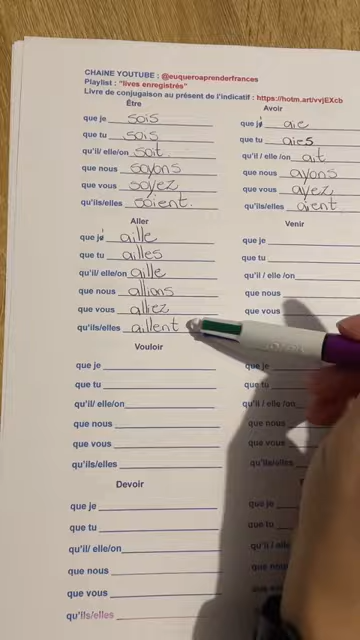 CHAINE YOUTUBE : @euqueroaprenderfrances
Playlist : "lives enregistrés"
Livre de conjugaison au présent de l'indicatif : https://hotm.art/vvjEXcb
Être
que je sois
que tu sois
qu'il/ elle/on soit
que nous soyons
que vous soyez
qu'ils/elles soient.
Avoir
que j' aie
que tu aies
qu'il / elle /on ait
que nous ayons
que vous ayez
qu'ils/elles aient
Aller
que j' aille
que tu ailles
qu'il/ elle/on aille
que nous allions
que vous alliez
qu'ils/elles aillent
Venir
que je
que tu
qu'il / elle/on
que nous
que vous
Vouloir
que je
que tu
qu'il/ elle/on
que nous
que vous
qu'ils/elles
que je
que tu
qu'il / elle /on
que nous
que vous
qu'ils/elles
Devoir
que je
que tu
qu'il/ elle/on
que nous
que vous
qu'ils/elles
que je
que tu
qu'il / elle
que nous